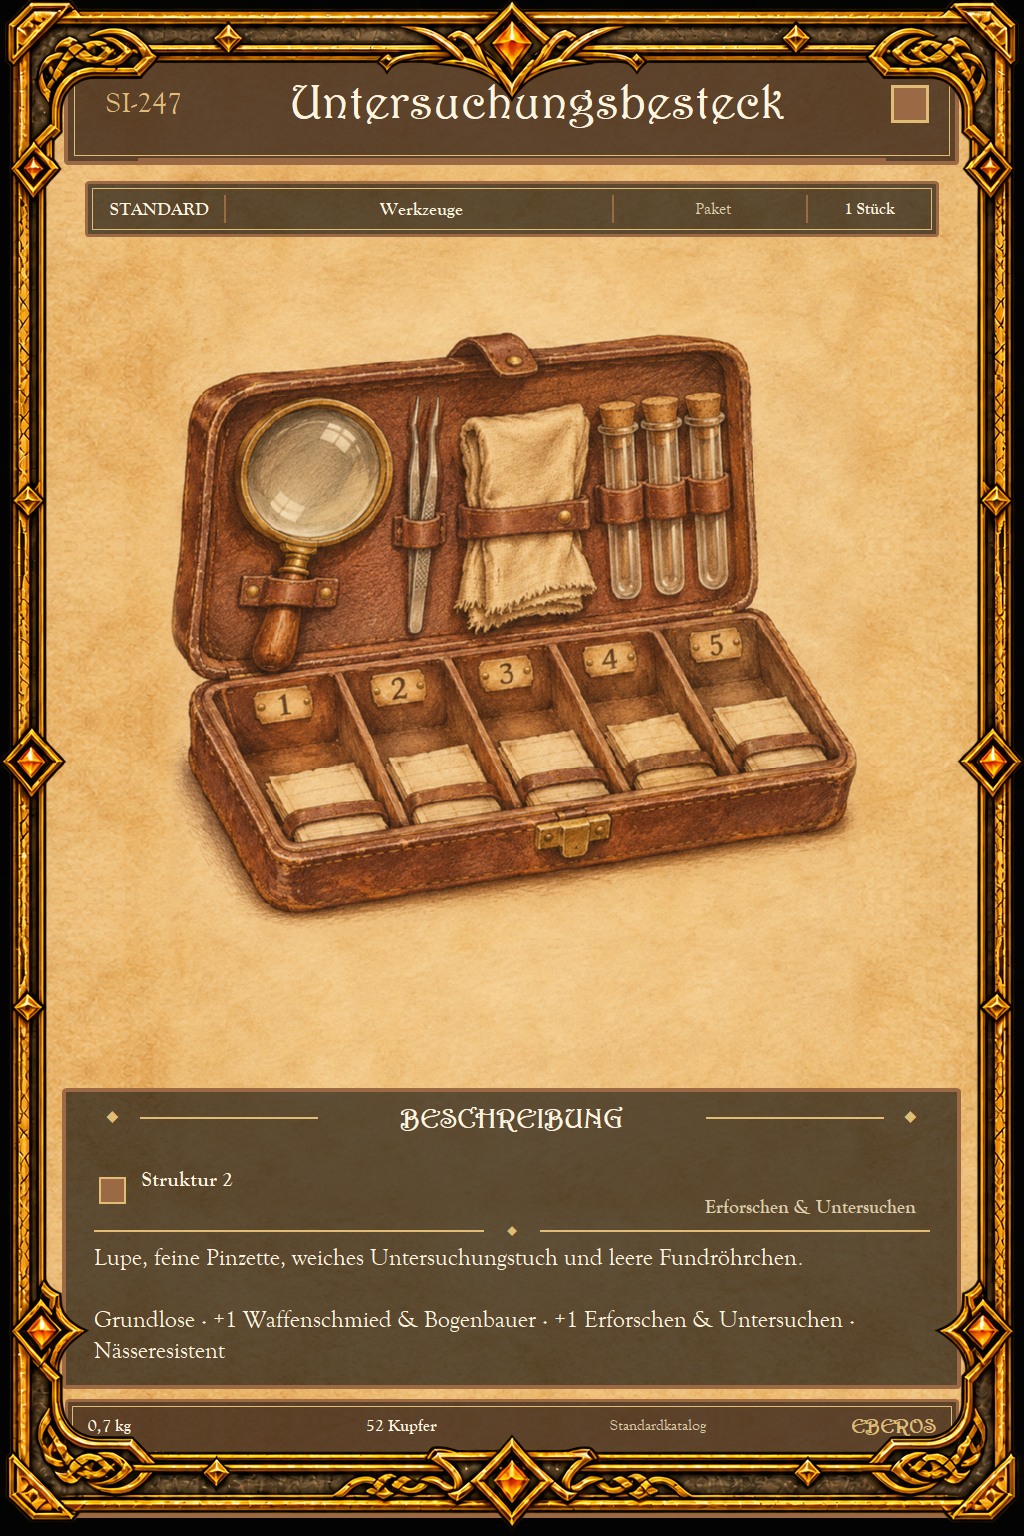 SI-247
Untersuchungsbesteck
STANDARD
Werkzeuge
Paket
1 Stück
1
2
3
4
5
BESCHREIBUNG
Struktur 2
Erforschen & Untersuchen
Lupe, feine Pinzette, weiches Untersuchungstuch und leere Fundröhrchen.
Grundlose · +1 Waffenschmied & Bogenbauer · +1 Erforschen & Untersuchen ·
Nässeresistent
0,7 kg
52 Kupfer
Standardkatalog
EBEROS